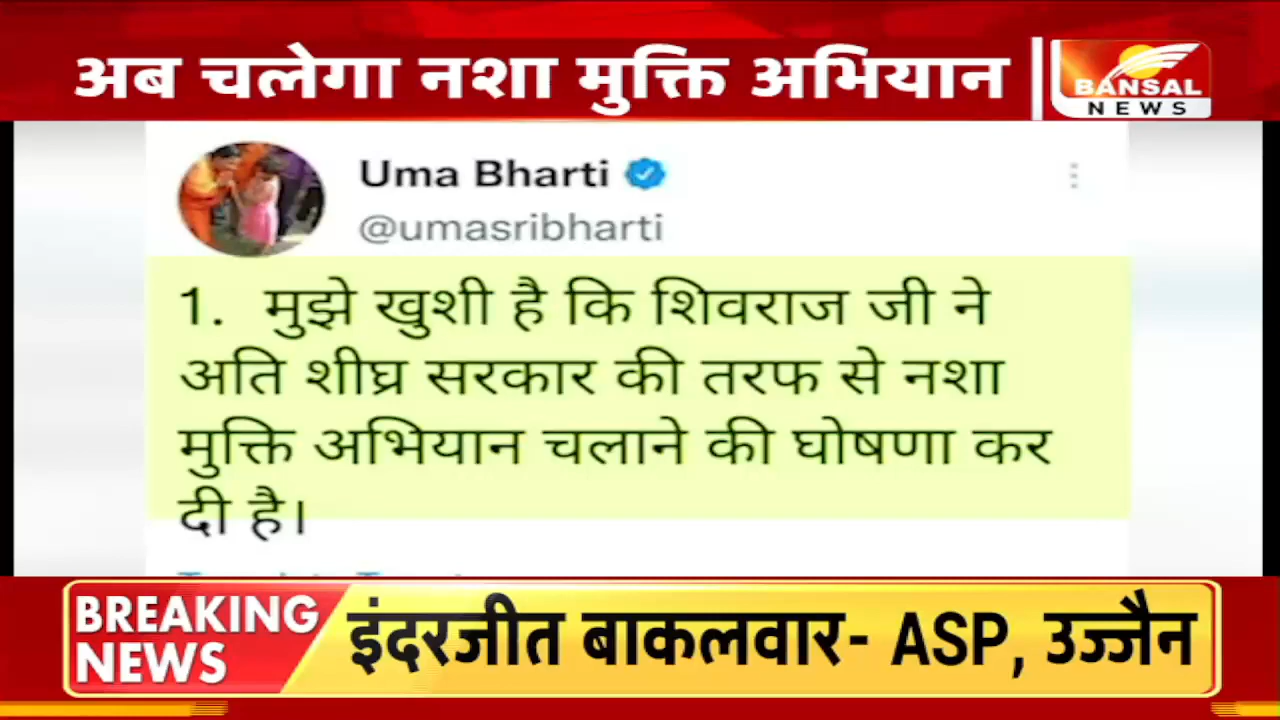 अब चलेगा नशा मुक्ति अभियान
BANSAL
NEWS
Uma Bharti
@umasribharti
1. मुझे खुशी है कि शिवराज जी ने
अति शीघ्र सरकार की तरफ से नशा
मुक्ति अभियान चलाने की घोषणा कर
दी है।
BREAKING
NEWS
इंदरजीत बाकलवार- ASP, उज्जैन